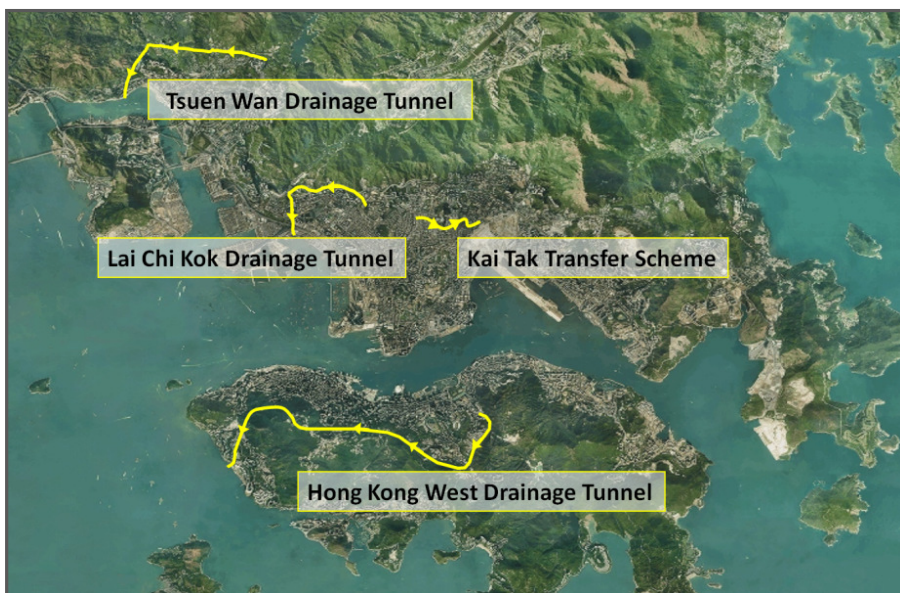 Tsuen Wan Drainage Tunnel
Lai Chi Kok Drainage Tunnel
Kai Tak Transfer Scheme
Hong Kong West Drainage Tunnel